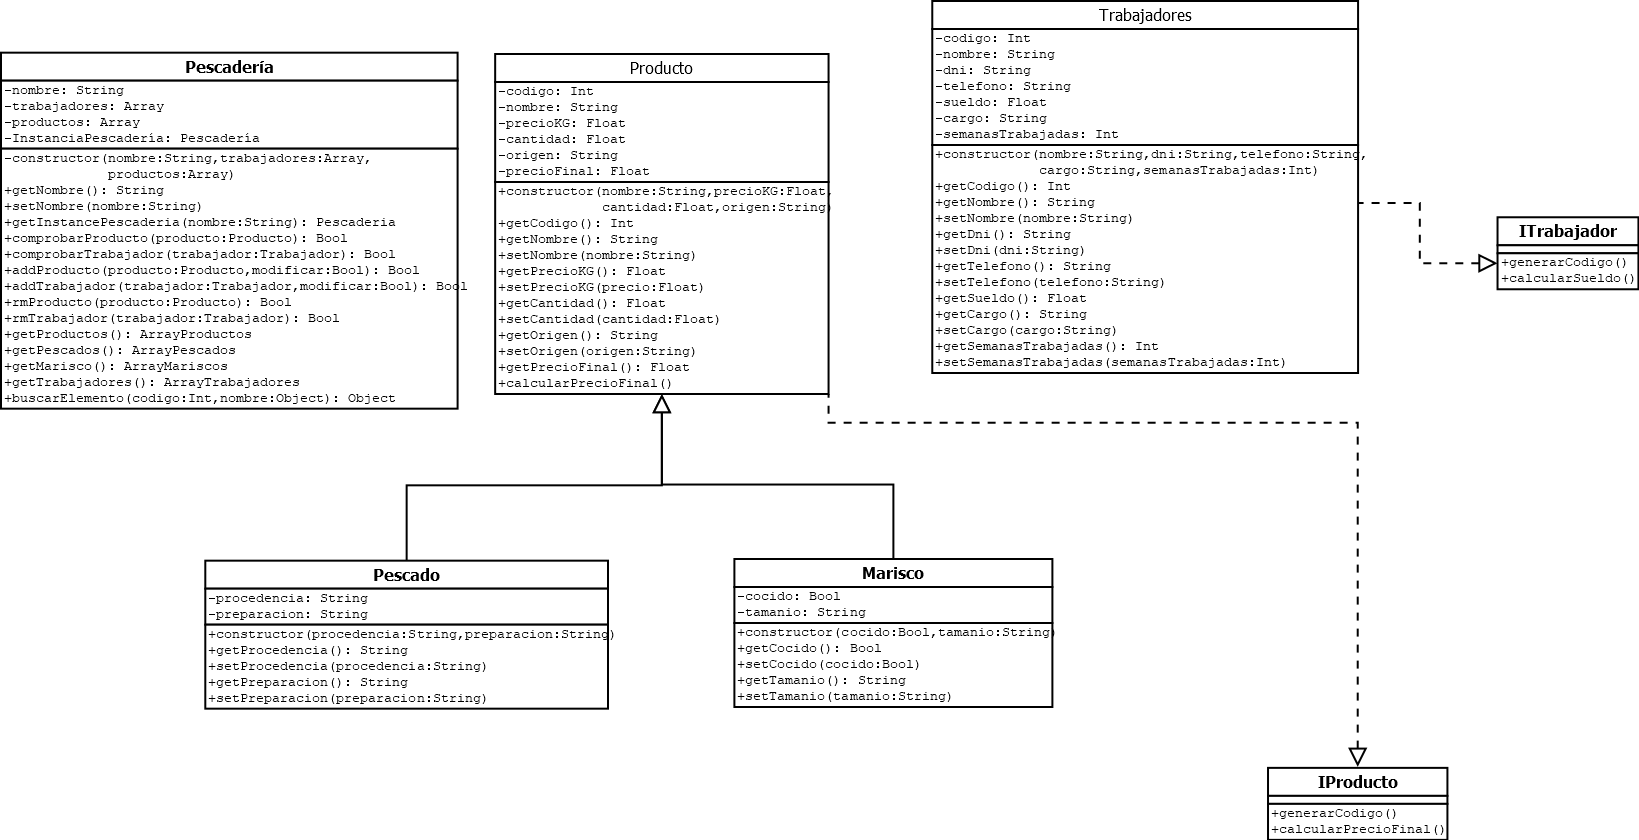 Pescadería
-nombre: String
-trabajadores: Array
-productos: Array
-InstanciaPescadería: Pescadería
-constructor(nombre:String,trabajadores:Array,
productos:Array)
+getNombre(): String
+setNombre(nombre:String)
+getInstancePescaderia(nombre:String): Pescaderia
+comprobarProducto(producto:Producto): Bool
+comprobarTrabajador(trabajador:Trabajador): Bool
+addProducto(producto:Producto,modificar:Bool): Bool
+addTrabajador(trabajador:Trabajador,modificar:Bool): Bool
+rmProducto(producto:Producto): Bool
+rmTrabajador(trabajador:Trabajador): Bool
+getProductos(): ArrayProductos
+getPescados(): ArrayPescados
+getMarisco(): ArrayMariscos
+getTrabajadores(): ArrayTrabajadores
+buscarElemento(codigo:Int,nombre:Object): Object
Producto
-codigo: Int
-nombre: String
-precioKG: Float
-cantidad: Float
-origen: String
-precioFinal: Float
+constructor(nombre:String,precioKG:Float,
cantidad:Float,origen:String)
+getCodigo(): Int
+getNombre(): String
+setNombre(nombre:String)
+getPrecioKG(): Float
+setPrecioKG(precio:Float)
+getCantidad(): Float
+setCantidad(cantidad:Float)
+getOrigen(): String
+setOrigen(origen:String)
+getPrecioFinal(): Float
+calcularPrecioFinal()
Trabajadores
-codigo: Int
-nombre: String
-dni: String
-telefono: String
-sueldo: Float
-cargo: String
-semanasTrabajadas: Int
+constructor(nombre:String,dni:String,telefono:String,
cargo:String,semanasTrabajadas:Int)
+getCodigo(): Int
+getNombre(): String
+setNombre(nombre:String)
+getDni(): String
+setDni(dni:String)
+getTelefono(): String
+setTelefono(telefono:String)
+getSueldo(): Float
+getCargo(): String
+setCargo(cargo:String)
+getSemanasTrabajadas(): Int
+setSemanasTrabajadas(semanasTrabajadas:Int)
ITrabajador
+generarCodigo()
+calcularSueldo()
Pescado
-procedencia: String
-preparacion: String
+constructor(procedencia:String,preparacion:String)
+getProcedencia(): String
+setProcedencia(procedencia:String)
+getPreparacion(): String
+setPreparacion(preparacion:String)
Marisco
-cocido: Bool
-tamanio: String
+constructor(cocido:Bool,tamanio:String)
+getCocido(): Bool
+setCocido(cocido:Bool)
+getTamanio(): String
+setTamanio(tamanio:String)
IProducto
+generarCodigo()
+calcularPrecioFinal()